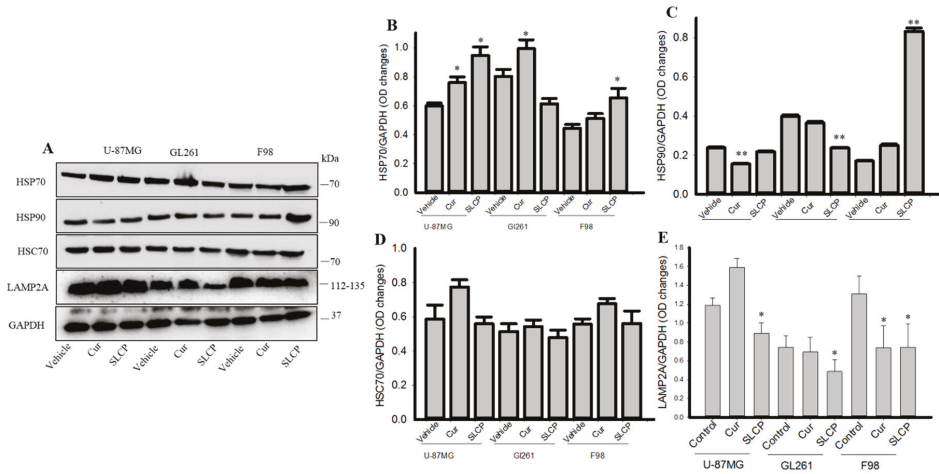 A
U-87MG GL261 F98
kDa
HSP70
70
HSP90
90
HSC70
70
LAMP2A
112-135
GAPDH
37
Vehicle Cur SLCP Vehicle Cur SLCP Vehicle Cur SLCP
B
HSP70/GAPDH (OD changes)
1.0
0.8
0.6
0.4
0.2
0.0
* * * *
Vehicle Cur SLCP Vehicle Cur SLCP Vehicle Cur SLCP
U-87MG Gl261 F98
C
HSP90/GAPDH (OD changes)
0.8
0.6
0.4
0.2
0.0
** ** **
Vehicle Cur SLCP Vehicle Cur SLCP Vehicle Cur SLCP
D
HSC70/GAPDH (OD changes)
1.0
0.8
0.6
0.4
0.2
0.0
Vehicle Cur SLCP Vehicle Cur SLCP Vehicle Cur SLCP
U-87MG Gl261 F98
E
LAMP2A/GAPDH (OD changes)
1.6
1.4
1.2
1.0
0.8
0.6
0.4
0.2
0.0
* * * *
Control Cur SLCP Control Cur SLCP Control Cur SLCP
U-87MG GL261 F98